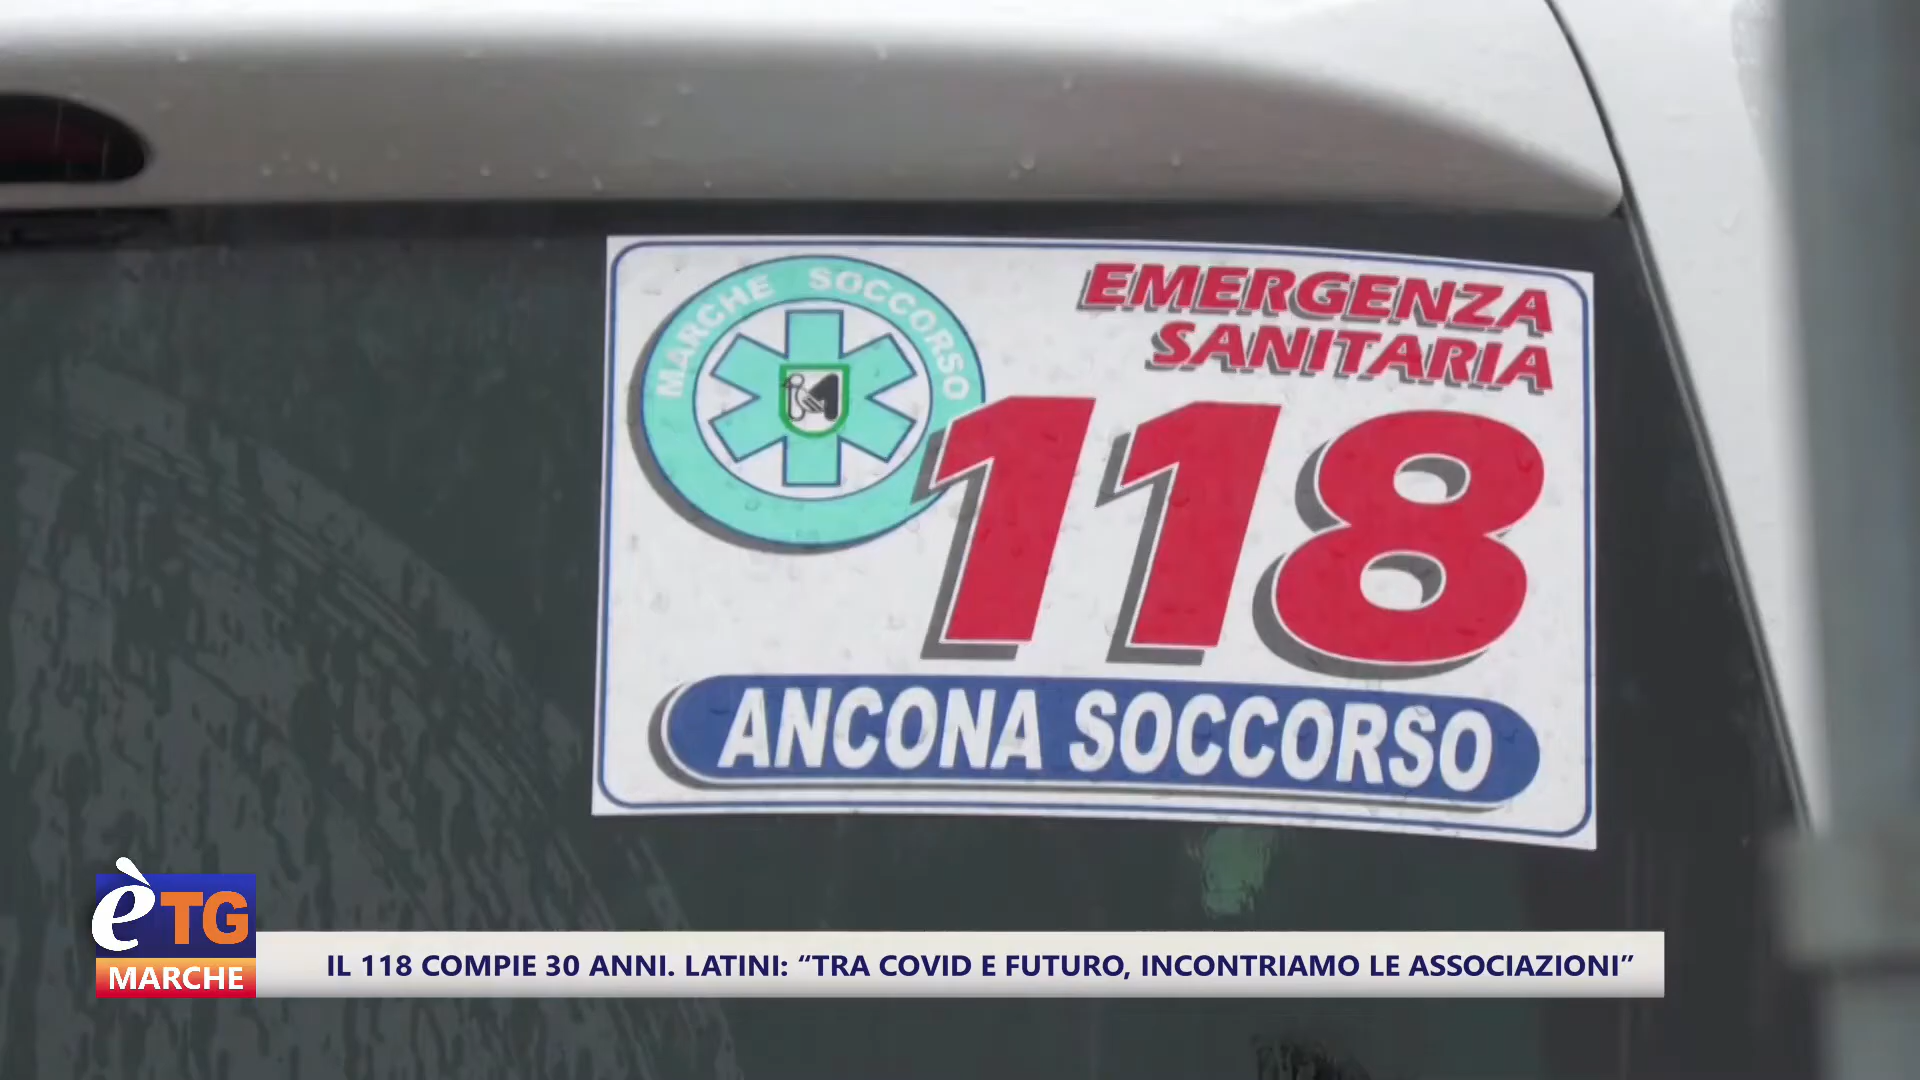 MARCHE SOCCORSO
EMERGENZA
SANITARIA
118
ANCONA SOCCORSO
èTG
MARCHE
IL 118 COMPIE 30 ANNI. LATINI: “TRA COVID E FUTURO, INCONTRIAMO LE ASSOCIAZIONI”